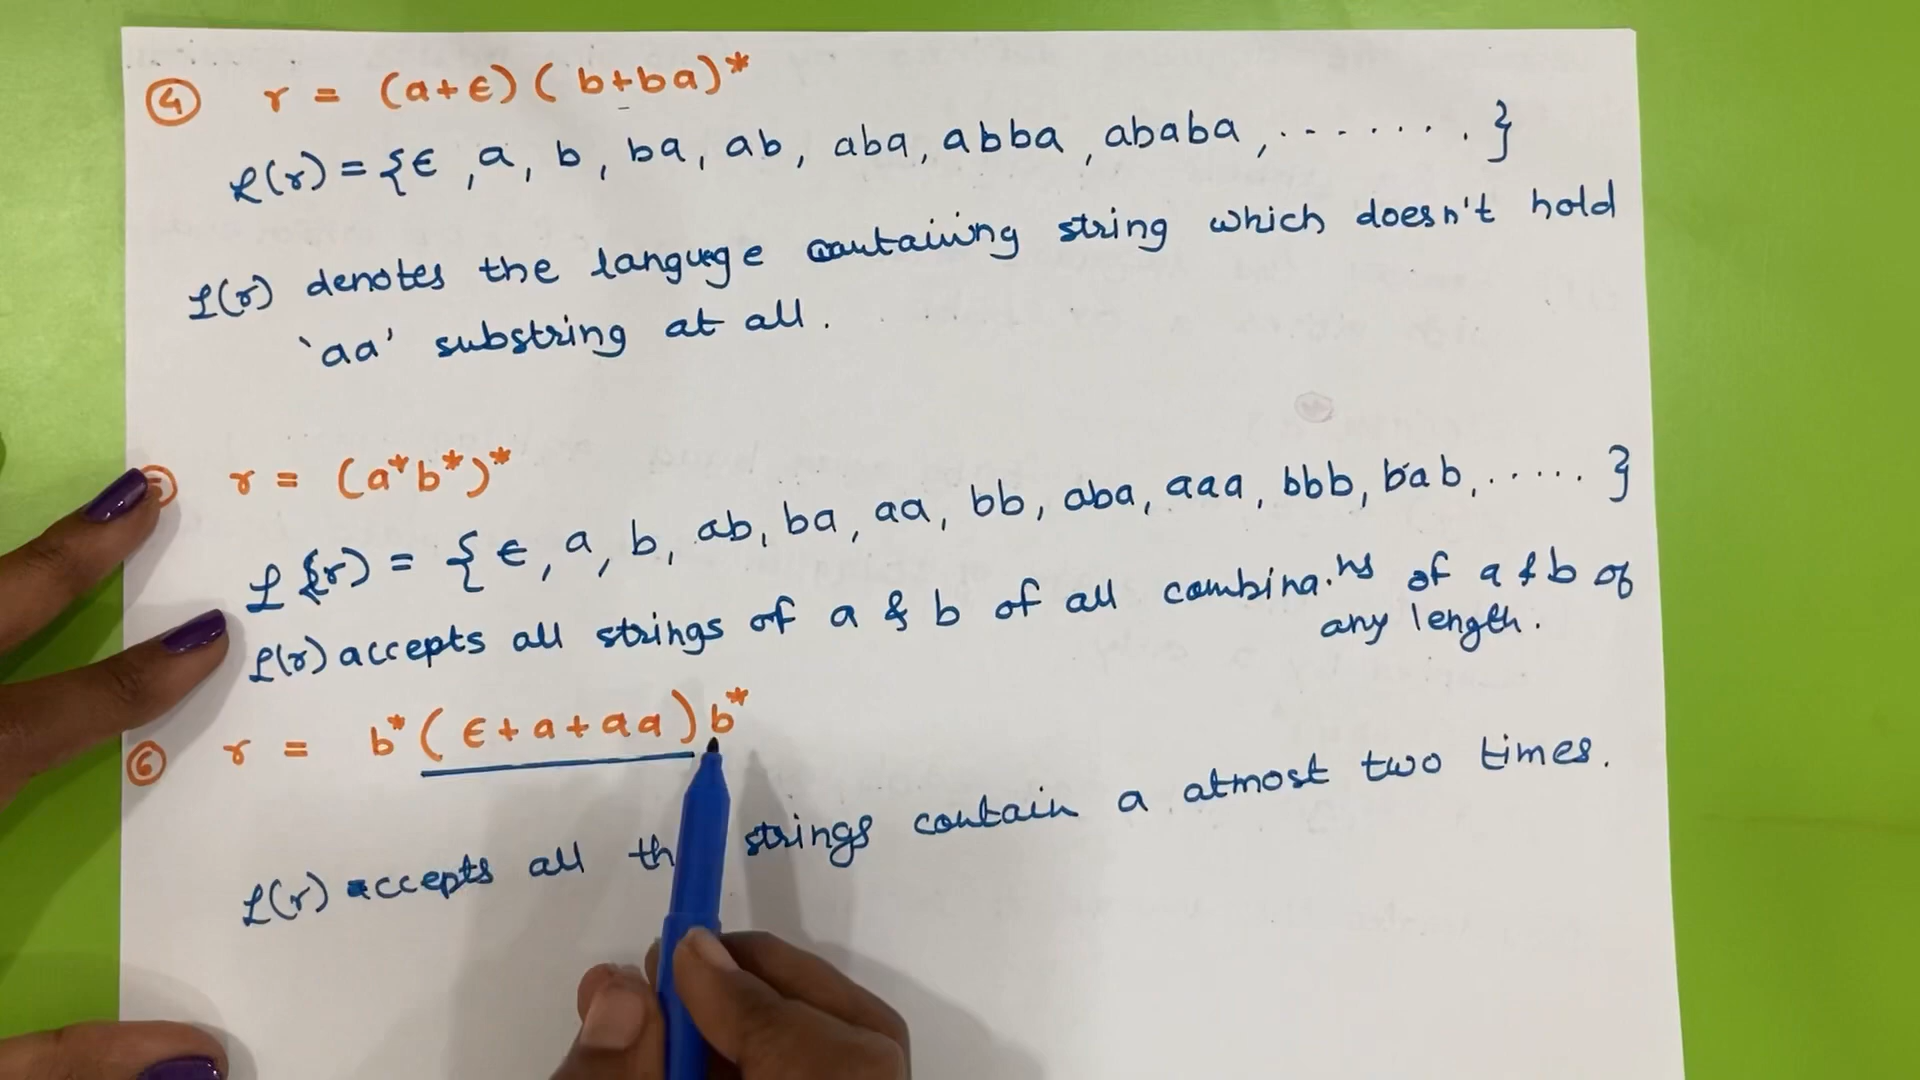 ④ r = (a+ε)(b+ba)*
L(r) = {ε, a, b, ba, ab, aba, abba, ababa, ........}
L(r) denotes the languge containing string which doesn't hold
'aa' substring at all.
⑤ r = (a*b*)*
L(r) = {ε, a, b, ab, ba, aa, bb, aba, aaa, bbb, bab, ..... }
L(r) accepts all strings of a & b of all combina.ns of a & b of
any length.
⑥ r = b*(ε+a+aa)b*
L(r) accepts all th strings contain a atmost two times.